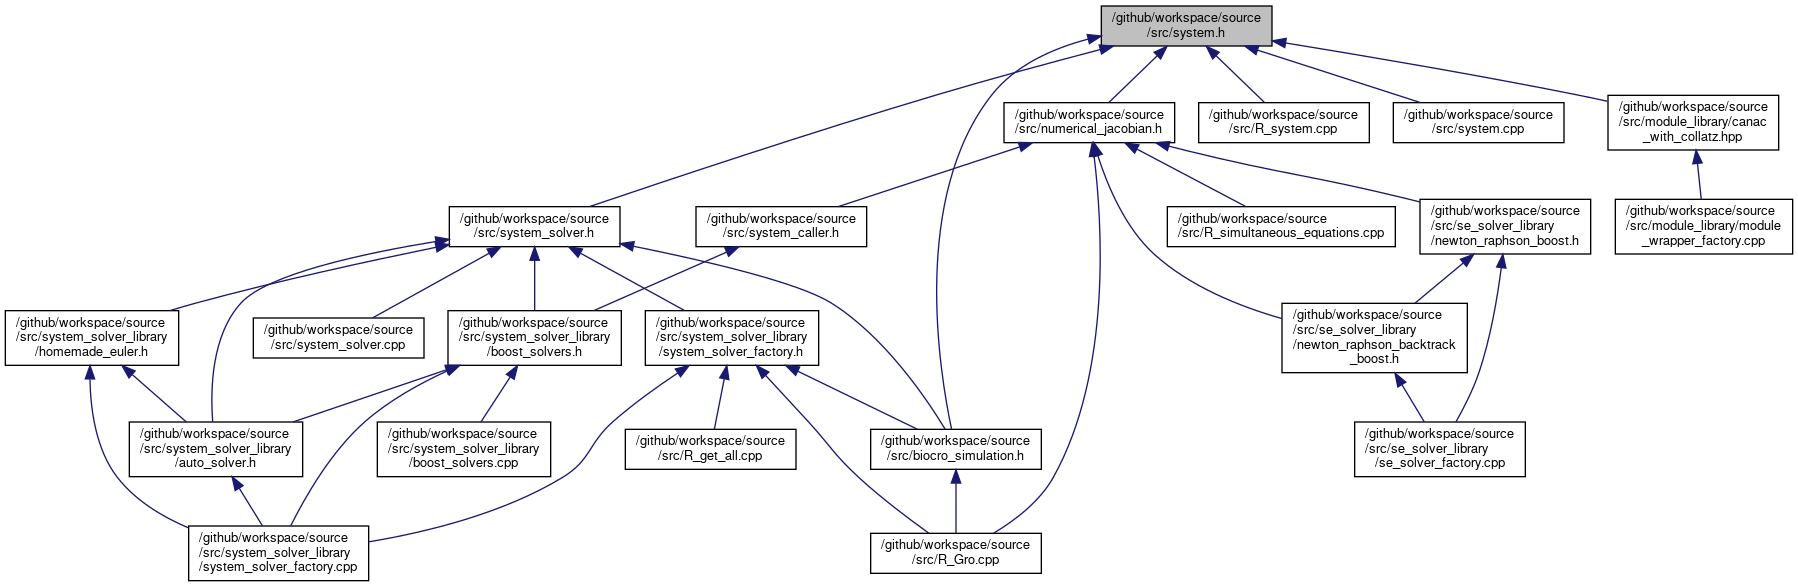 /github/workspace/source
/src/system.h
/github/workspace/source
/src/numerical_jacobian.h
/github/workspace/source
/src/R_system.cpp
/github/workspace/source
/src/system.cpp
/github/workspace/source
/src/module_library/canac
_with_collatz.hpp
/github/workspace/source
/src/system_solver.h
/github/workspace/source
/src/system_caller.h
/github/workspace/source
/src/R_simultaneous_equations.cpp
/github/workspace/source
/src/se_solver_library
/newton_raphson_boost.h
/github/workspace/source
/src/module_library/module
_wrapper_factory.cpp
/github/workspace/source
/src/system_solver_library
/homemade_euler.h
/github/workspace/source
/src/system_solver.cpp
/github/workspace/source
/src/system_solver_library
/boost_solvers.h
/github/workspace/source
/src/system_solver_library
/system_solver_factory.h
/github/workspace/source
/src/se_solver_library
/newton_raphson_backtrack
_boost.h
/github/workspace/source
/src/system_solver_library
/auto_solver.h
/github/workspace/source
/src/system_solver_library
/boost_solvers.cpp
/github/workspace/source
/src/R_get_all.cpp
/github/workspace/source
/src/biocro_simulation.h
/github/workspace/source
/src/se_solver_library
/se_solver_factory.cpp
/github/workspace/source
/src/system_solver_library
/system_solver_factory.cpp
/github/workspace/source
/src/R_Gro.cpp